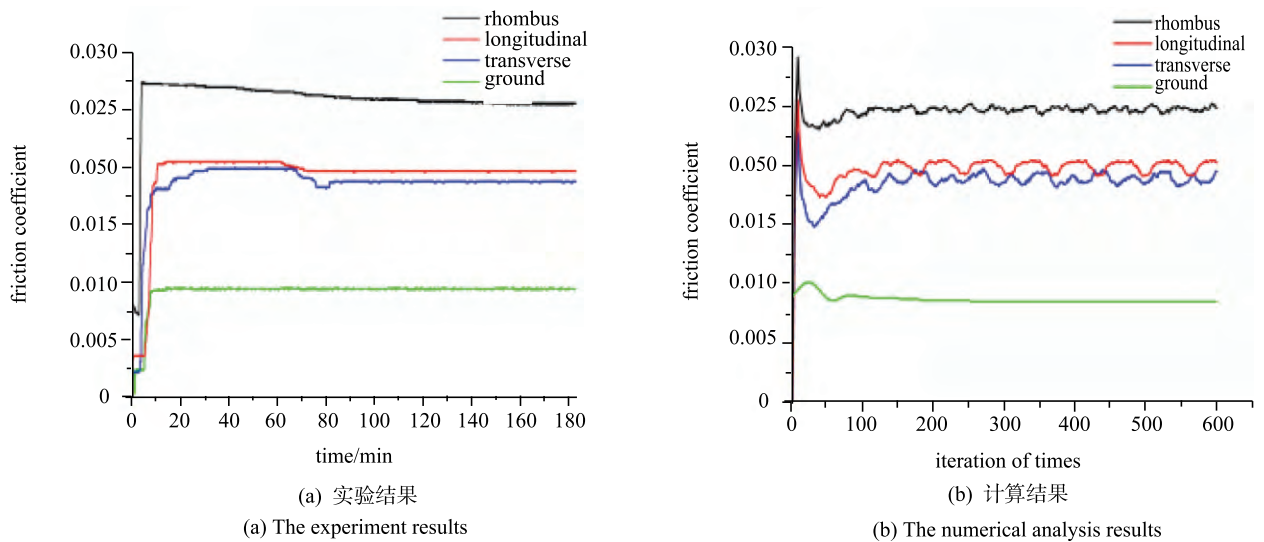 rhombus
longitudinal
transverse
ground
0.030
0.025
0.050
0.015
0.010
0.005
0
friction coefficient
0 20 40 60 80 100 120 140 160 180
time/min
(a) 实验结果
(a) The experiment results
rhombus
longitudinal
transverse
ground
0.030
0.025
0.050
0.015
0.010
0.005
0
friction coefficient
0 100 200 300 400 500 600
iteration of times
(b) 计算结果
(b) The numerical analysis results